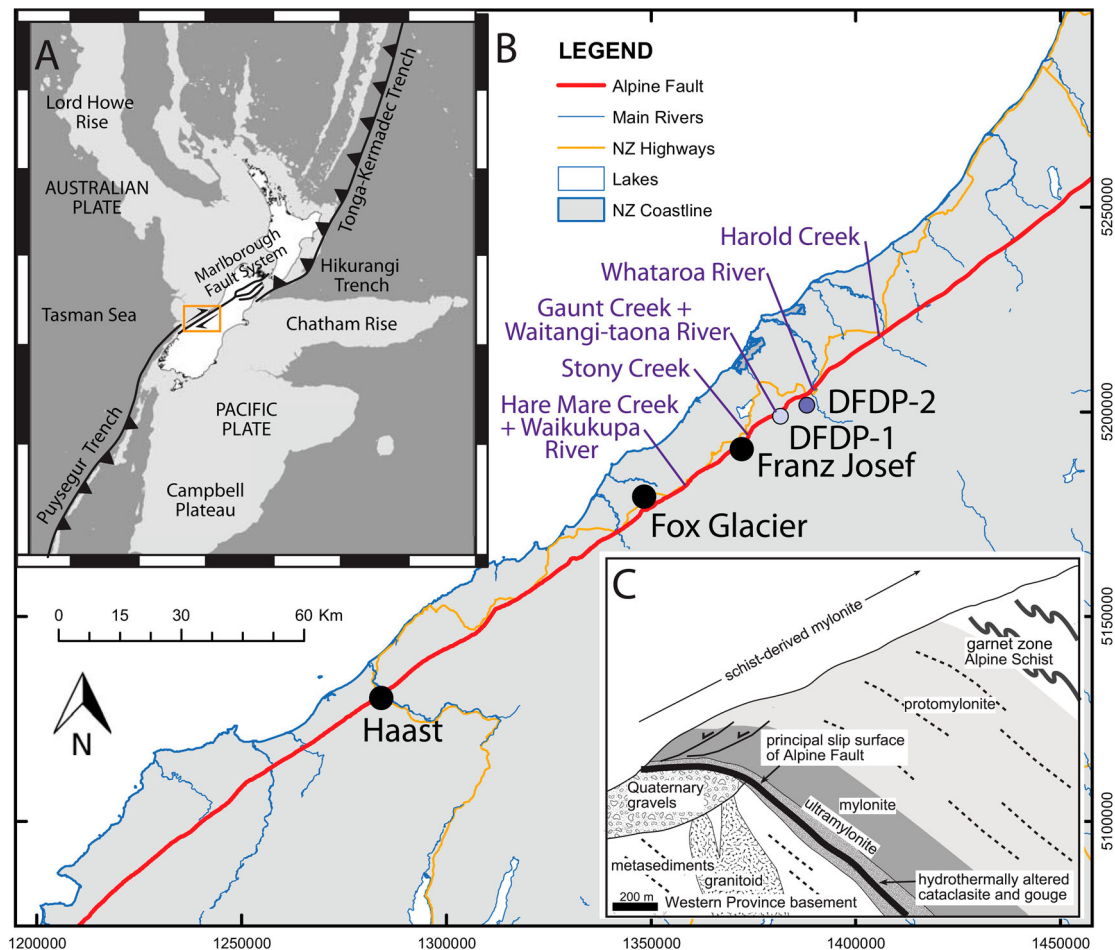 A
Lord Howe
Rise
AUSTRALIAN
PLATE
Tonga-Kermadec Trench
Marlborough
Fault System
Hikurangi
Trench
Tasman Sea
Chatham Rise
PACIFIC
PLATE
Puysegur Trench
Campbell
Plateau
B
LEGEND
Alpine Fault
Main Rivers
NZ Highways
Lakes
NZ Coastline
Harold Creek
Whataroa River
Gaunt Creek +
Waitangi-taona River
Stony Creek
Hare Mare Creek
+ Waikukupa
River
DFDP-2
DFDP-1
Franz Josef
Fox Glacier
Haast
0 15 30 60 Km
N
C
schist-derived mylonite
garnet zone
Alpine Schist
protomylonite
principal slip surface
of Alpine Fault
Quaternary
gravels
mylonite
ultramylonite
metasediments
granitoid
hydrothermally altered
cataclasite and gouge
200 m
Western Province basement
5250000
5200000
5150000
5100000
1200000 1250000 1300000 1350000 1400000 1450000